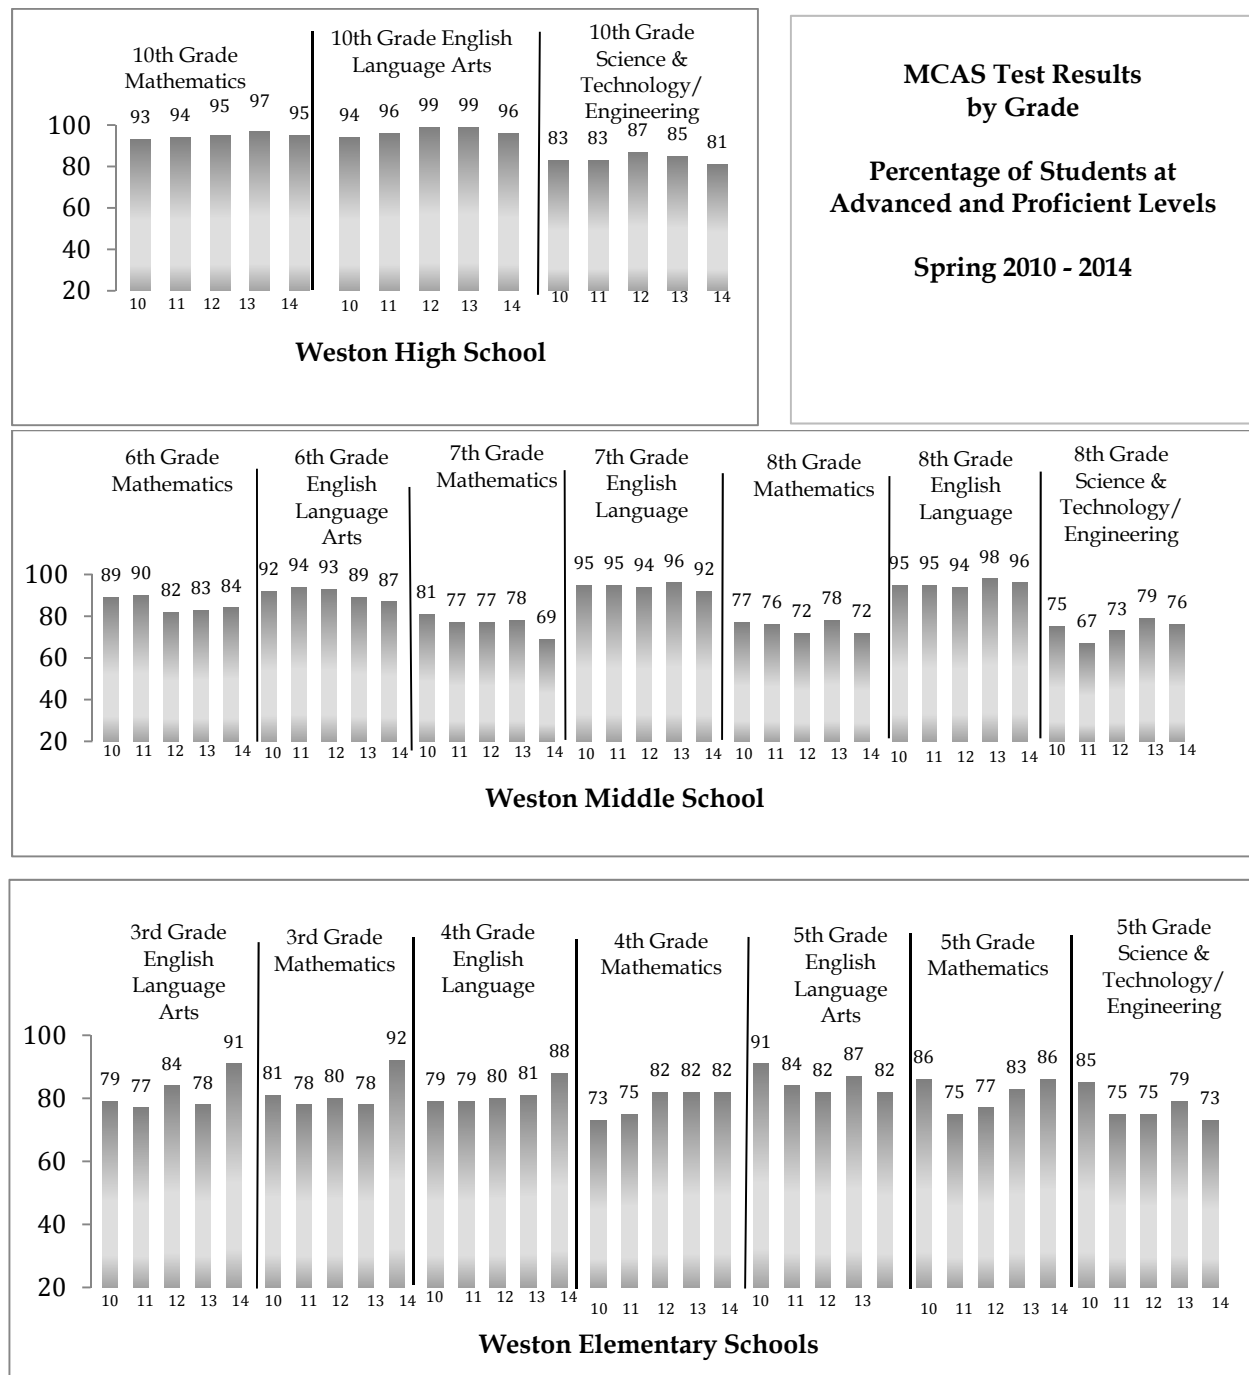 10th Grade
Mathematics
10th Grade English
Language Arts
10th Grade
Science &
Technology/
Engineering
93 94 95 97 95
94 96 99 99 96
83 83 87 85 81
100
80
60
40
20
10 11 12 13 14
10 11 12 13 14
10 11 12 13 14
Weston High School
MCAS Test Results
by Grade
Percentage of Students at
Advanced and Proficient Levels
Spring 2010 - 2014
6th Grade
Mathematics
6th Grade
English
Language
Arts
7th Grade
Mathematics
7th Grade
English
Language
8th Grade
Mathematics
8th Grade
English
Language
8th Grade
Science &
Technology/
Engineering
89 90 82 83 84
92 94 93 89 87
81 77 77 78 69
95 95 94 96 92
77 76 72 78 72
95 95 94 98 96
75 67 73 79 76
100
80
60
40
20
10 11 12 13 14
10 11 12 13 14
10 11 12 13 14
10 11 12 13 14
10 11 12 13 14
10 11 12 13 14
10 11 12 13 14
Weston Middle School
3rd Grade
English
Language
Arts
3rd Grade
Mathematics
4th Grade
English
Language
4th Grade
Mathematics
5th Grade
English
Language
Arts
5th Grade
Mathematics
5th Grade
Science &
Technology/
Engineering
79 77 84 78 91
81 78 80 78 92
79 79 80 81 88
73 75 82 82 82
91 84 82 87 82
86 75 77 83 86
85 75 75 79 73
100
80
60
40
20
10 11 12 13 14
10 11 12 13 14
10 11 12 13 14
10 11 12 13 14
10 11 12 13
10 11 12 13 14
10 11 12 13 14
Weston Elementary Schools